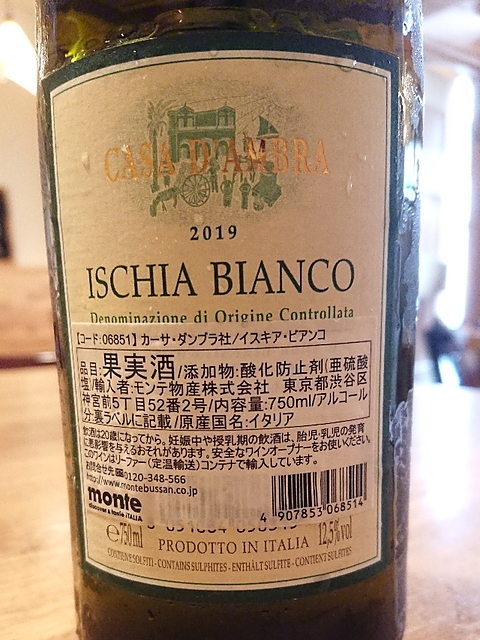 CASA D'AMBRA
2019
ISCHIA BIANCO
Denominazione di Origine Controllata
【コード:06851】カーサ・ダンブラ社/イスキア・ビアンコ
品目:果実酒/添加物:酸化防止剤(亜硫酸
塩)/輸入者:モンテ物産株式会社 東京都渋谷区
神宮前5丁目52番2号/内容量:750ml/アルコール
分:裏ラベルに記載/原産国名:イタリア
飲酒は20歳になってから。妊娠中や授乳期の飲酒は、胎児・乳児の発育
に悪影響を与えるおそれがあります。安全なワインオープナーをお使いください。
このワインはリーファー(定温輸送)コンテナで輸入しています。
お問合せ先 0120-348-566
http://www.montebussan.co.jp
monte
discover & taste ITALIA
4 907853 068514
℮750ml PRODOTTO IN ITALIA 12,5%vol
CONTIENE SOLFITI - CONTAINS SULPHITES - ENTHÄLT SULFITE - CONTIENT SULFITES